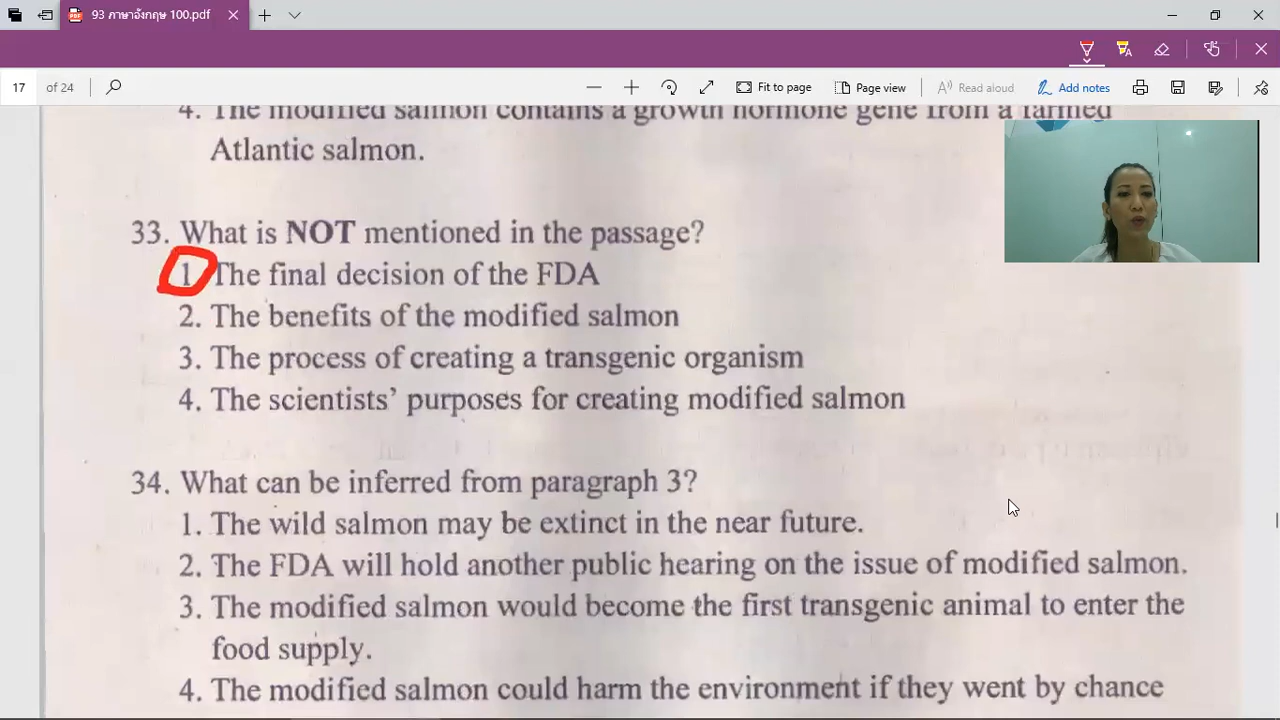 93 ภาษาอังกฤษ 100.pdf
17 of 24
Fit to page
Page view
Read aloud
Add notes
4. The modified salmon contains a growth hormone gene from a farmed
Atlantic salmon.
33. What is NOT mentioned in the passage?
1. The final decision of the FDA
2. The benefits of the modified salmon
3. The process of creating a transgenic organism
4. The scientists' purposes for creating modified salmon
34. What can be inferred from paragraph 3?
1. The wild salmon may be extinct in the near future.
2. The FDA will hold another public hearing on the issue of modified salmon.
3. The modified salmon would become the first transgenic animal to enter the
food supply.
4. The modified salmon could harm the environment if they went by chance